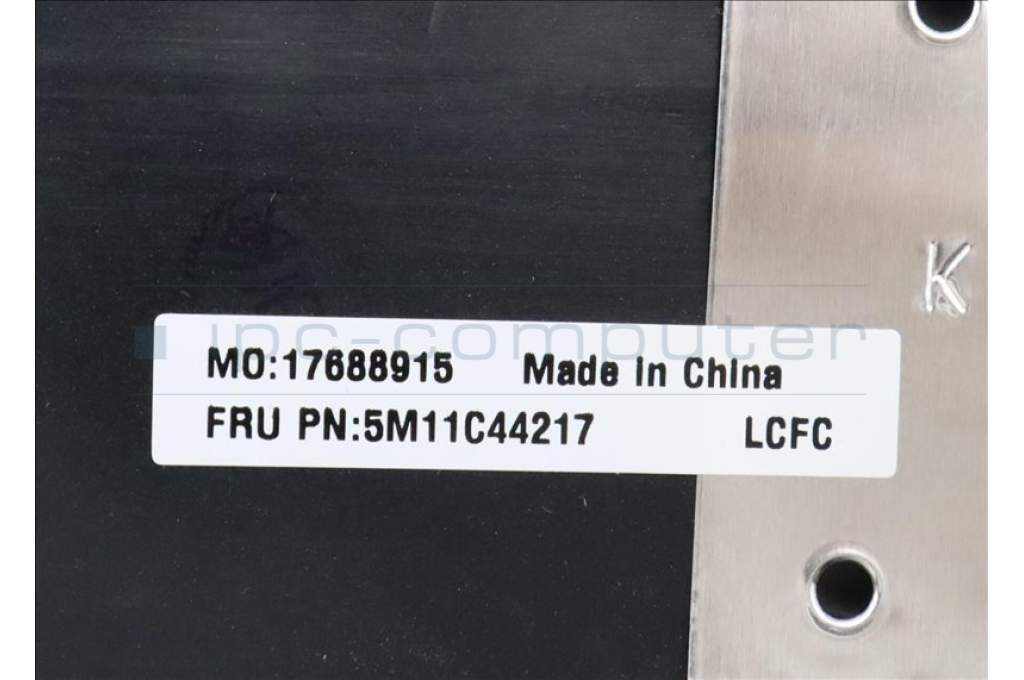 K
ipc-computer
MO:17688915 Made in China
FRU PN:5M11C44217 LCFC